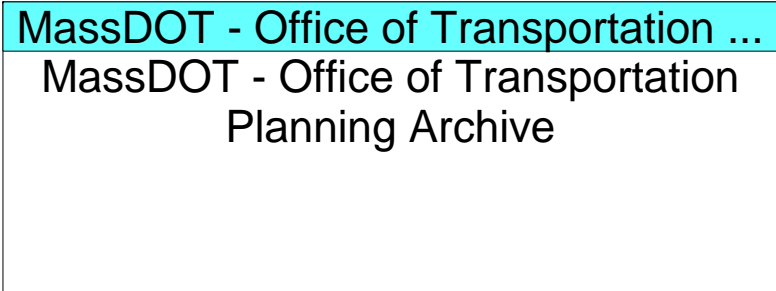 MassDOT - Office of Transportation ...
MassDOT - Office of Transportation
Planning Archive